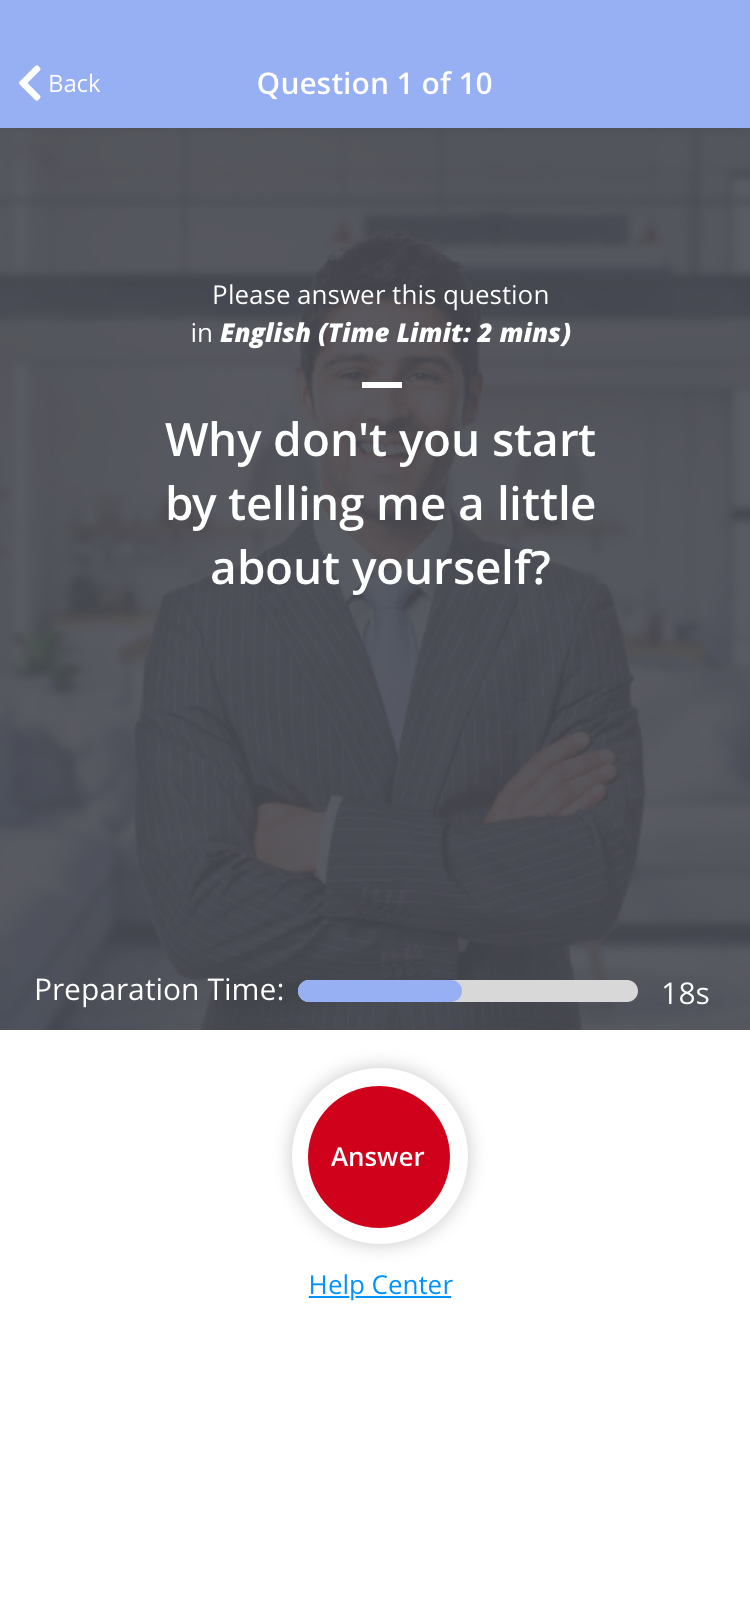 Back
Question 1 of 10
Please answer this question
in English (Time Limit: 2 mins)
Why don't you start
by telling me a little
about yourself?
Preparation Time:
18s
Answer
Help Center